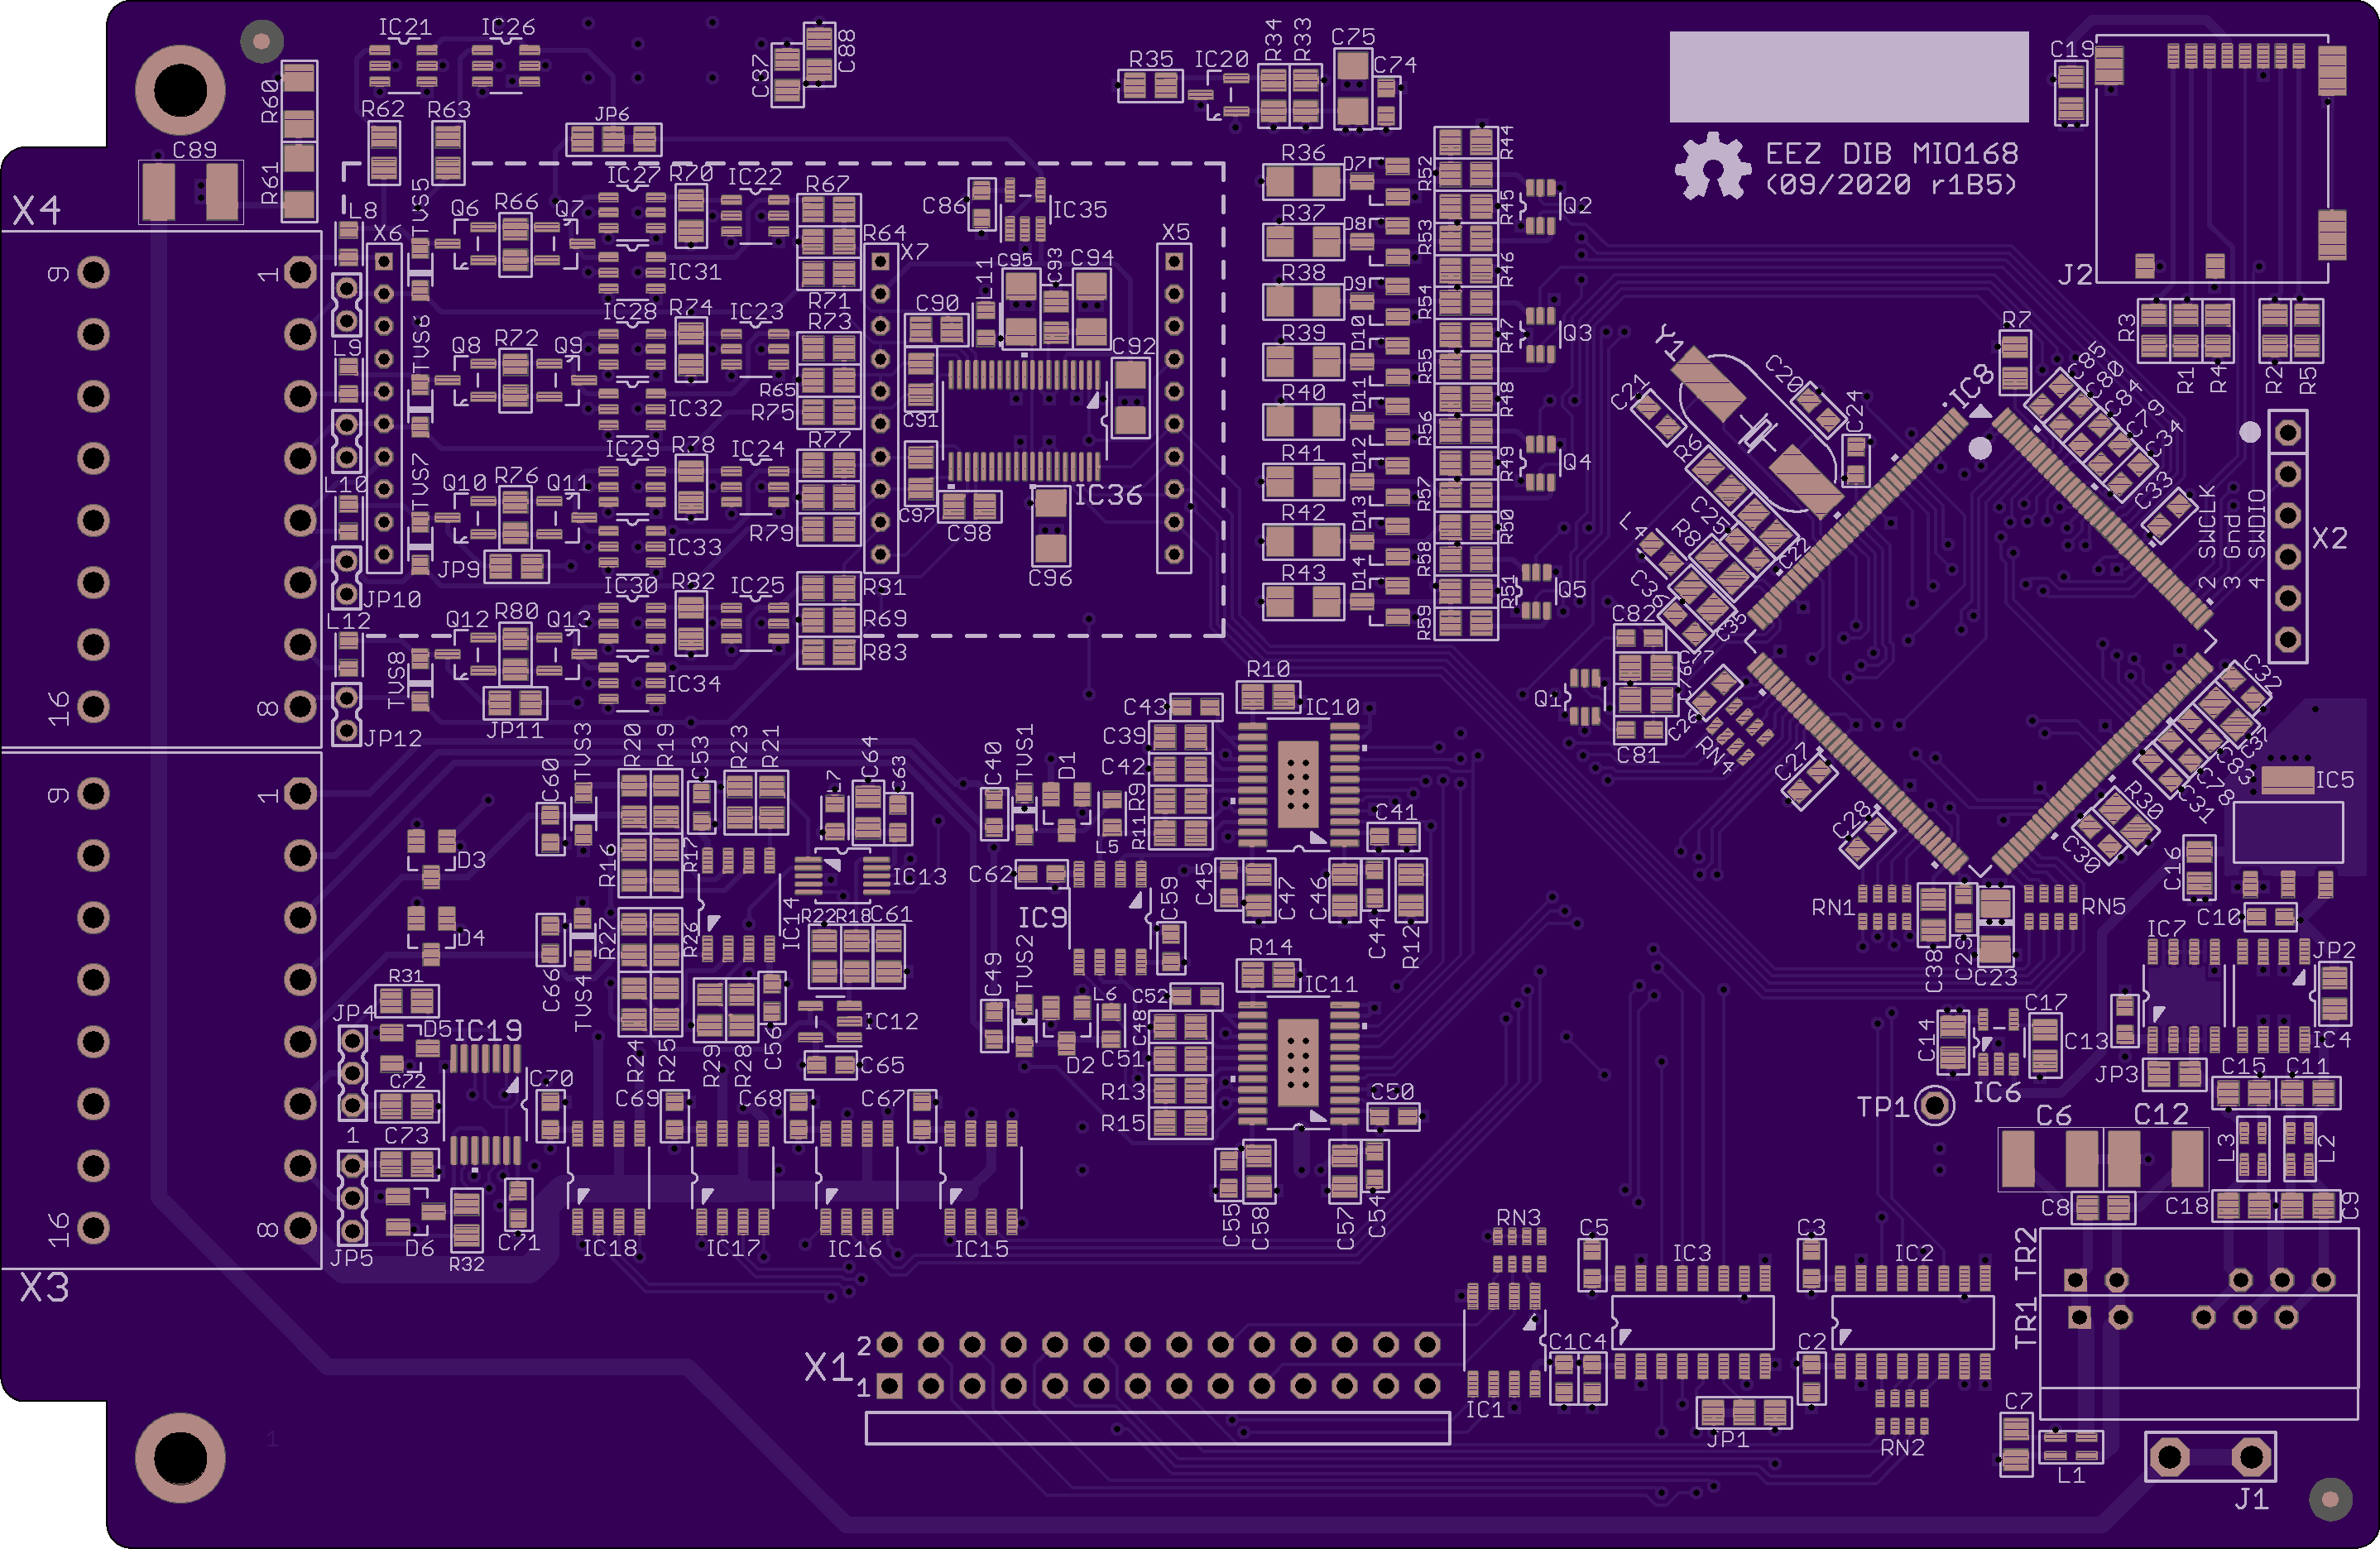 IC21
IC26
C87
C88
R35
IC20
R34
R33
C75
C74
C19
R60
R61
R62
R63
JP6
C89
EEZ DIB MIO168
(09/2020 r1B5)
X4
L8
X6
TVS5
Q6
R66
Q7
IC27
R70
IC22
R67
R64
X7
C86
IC35
X5
R36
D7
R52
R44
R45
Q2
J2
9
1
IC31
R71
C95
C93
C94
L11
C90
R37
D8
R53
R38
D9
R46
R54
L9
TVS6
Q8
R72
Q9
IC28
R74
IC23
R73
R65
R75
IC32
C91
C92
R39
D10
R47
Q3
R55
R40
D11
R48
R56
Y1
C20
C21
C24
R6
IC8
R7
R3
R1
R4
R2
R5
C85
C80
C84
C79
C34
C33
L10
TVS7
Q10
R76
Q11
IC29
R78
IC24
R77
R79
IC33
C97
C98
IC36
C96
R41
D12
R49
Q4
R57
R42
D13
R50
R58
R43
D14
R51
R59
Q5
L4
R8
C25
C22
C36
C35
2 SWCLK
3 Gnd
4 SWDIO
X2
JP9
JP10
L12
TVS8
Q12
R80
Q13
IC30
R82
IC25
R81
R69
R83
IC34
JP11
JP12
16
8
C82
C77
C76
C81
Q1
C26
RN4
C27
C28
C32
C37
C83
C78
C31
R30
C30
IC5
C16
C10
9
1
C60
TVS3
R20
R19
C53
R23
R21
L7
C64
C63
C40
TVS1
D1
L5
C43
R10
IC10
C39
C42
R9
R11
C41
D3
D4
R16
R17
IC14
IC13
C62
IC9
C59
C45
C47
C46
C44
R12
C66
TVS4
R27
R26
R22
R18
C61
C49
TVS2
D2
L6
R14
IC11
C52
C48
C51
R13
R15
C50
RN1
C38
C29
C23
RN5
IC7
JP2
IC4
R31
JP4
D5
IC19
R24
R25
R29
R28
C56
IC12
C65
C72
C73
1
JP5
D6
R32
C71
C70
C69
C68
C67
IC18
IC17
IC16
IC15
C55
C58
C57
C54
C14
C17
IC6
C13
JP3
C15
C11
TP1
C6
C12
L3
L2
C8
C18
C9
16
8
X3
X1
2
1
RN3
C5
IC3
C3
IC2
IC1
C1
C4
C2
JP1
RN2
TR2
TR1
C7
L1
J1
1